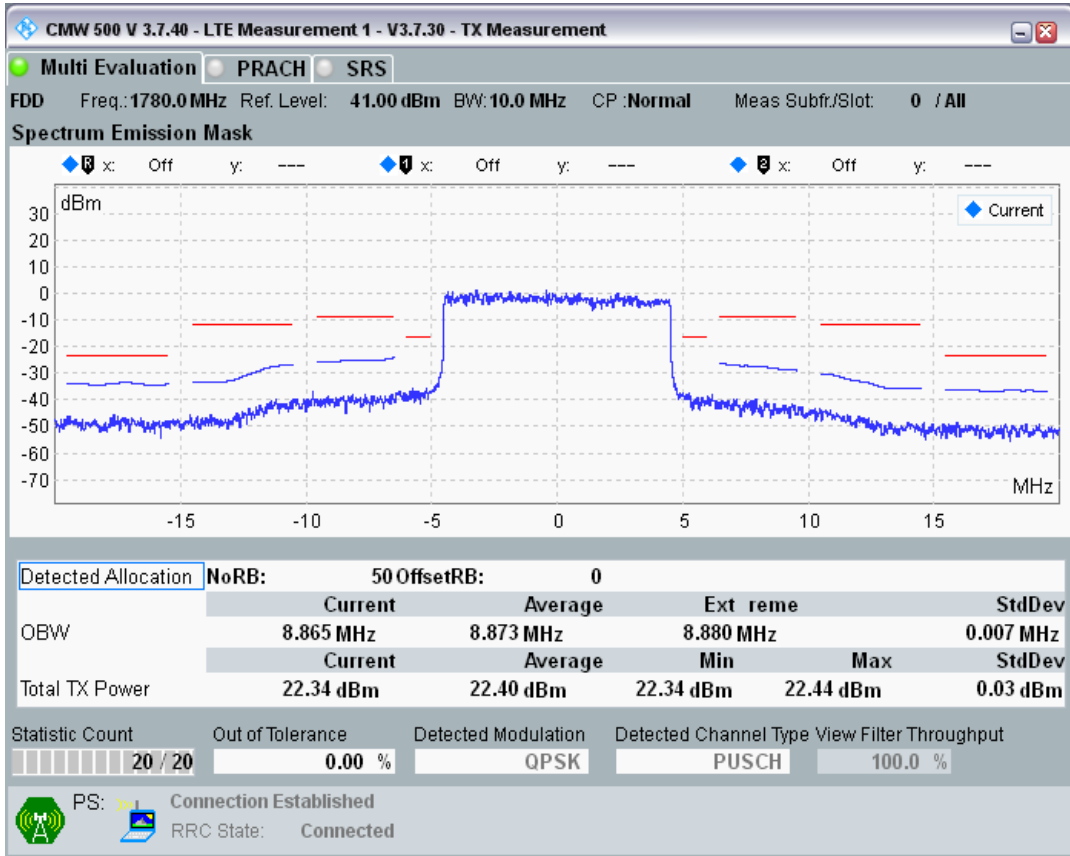 CMW 500 V 3.7.40 - LTE Measurement 1 - V3.7.30 - TX Measurement
Multi Evaluation PRACH SRS
FDD Freq.: 1780.0 MHz Ref. Level: 41.00 dBm BW: 10.0 MHz CP : Normal Meas Subfr./Slot: 0 / All
Spectrum Emission Mask
R x: Off y: --- 1 x: Off y: --- 2 x: Off y: ---
dBm
Current
30
20
10
0
-10
-20
-30
-40
-50
-60
-70
MHz
-15 -10 -5 0 5 10 15
Detected Allocation NoRB: 50 OffsetRB: 0
Current Average Ext reme StdDev
OBW 8.865 MHz 8.873 MHz 8.880 MHz 0.007 MHz
Current Average Min Max StdDev
Total TX Power 22.34 dBm 22.40 dBm 22.34 dBm 22.44 dBm 0.03 dBm
Statistic Count Out of Tolerance Detected Modulation Detected Channel Type View Filter Throughput
20 / 20 0.00 % QPSK PUSCH 100.0 %
PS: Connection Established
RRC State: Connected